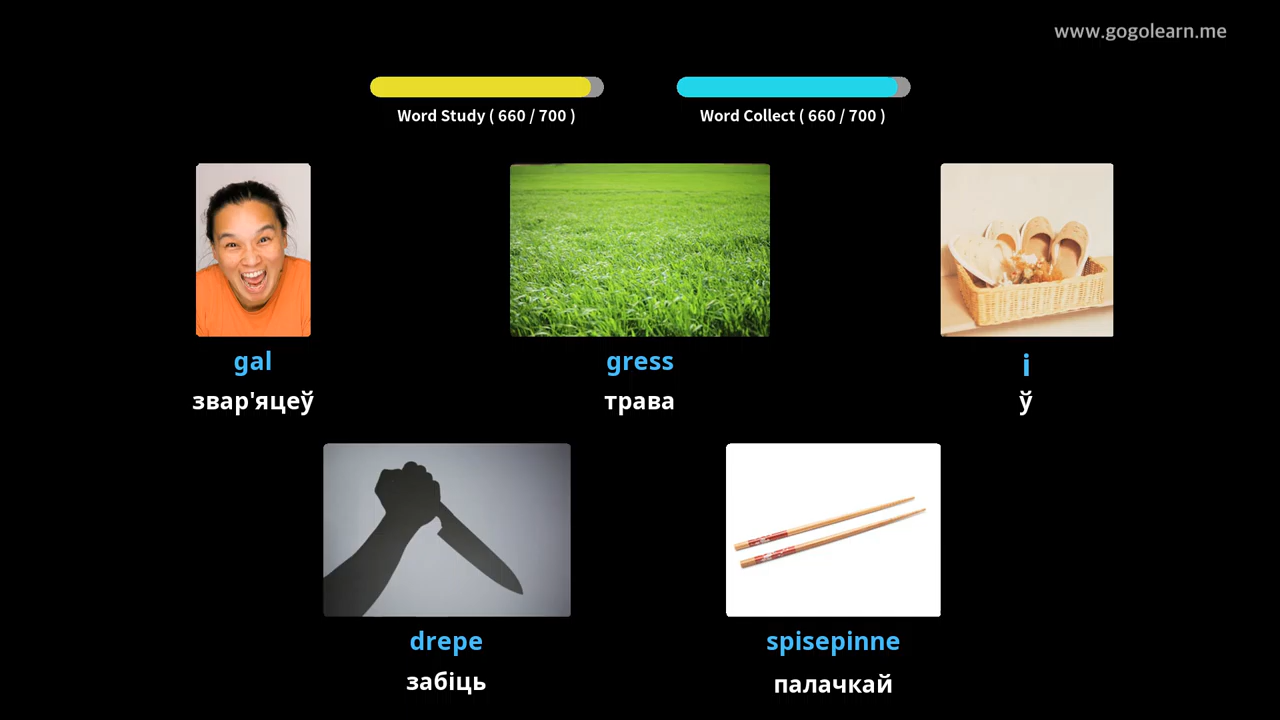 www.gogolearn.me
Word Study ( 660 / 700 )
Word Collect ( 660 / 700 )
gal
звар'яцеў
gress
трава
i
ў
drepe
забіць
spisepinne
палачкай